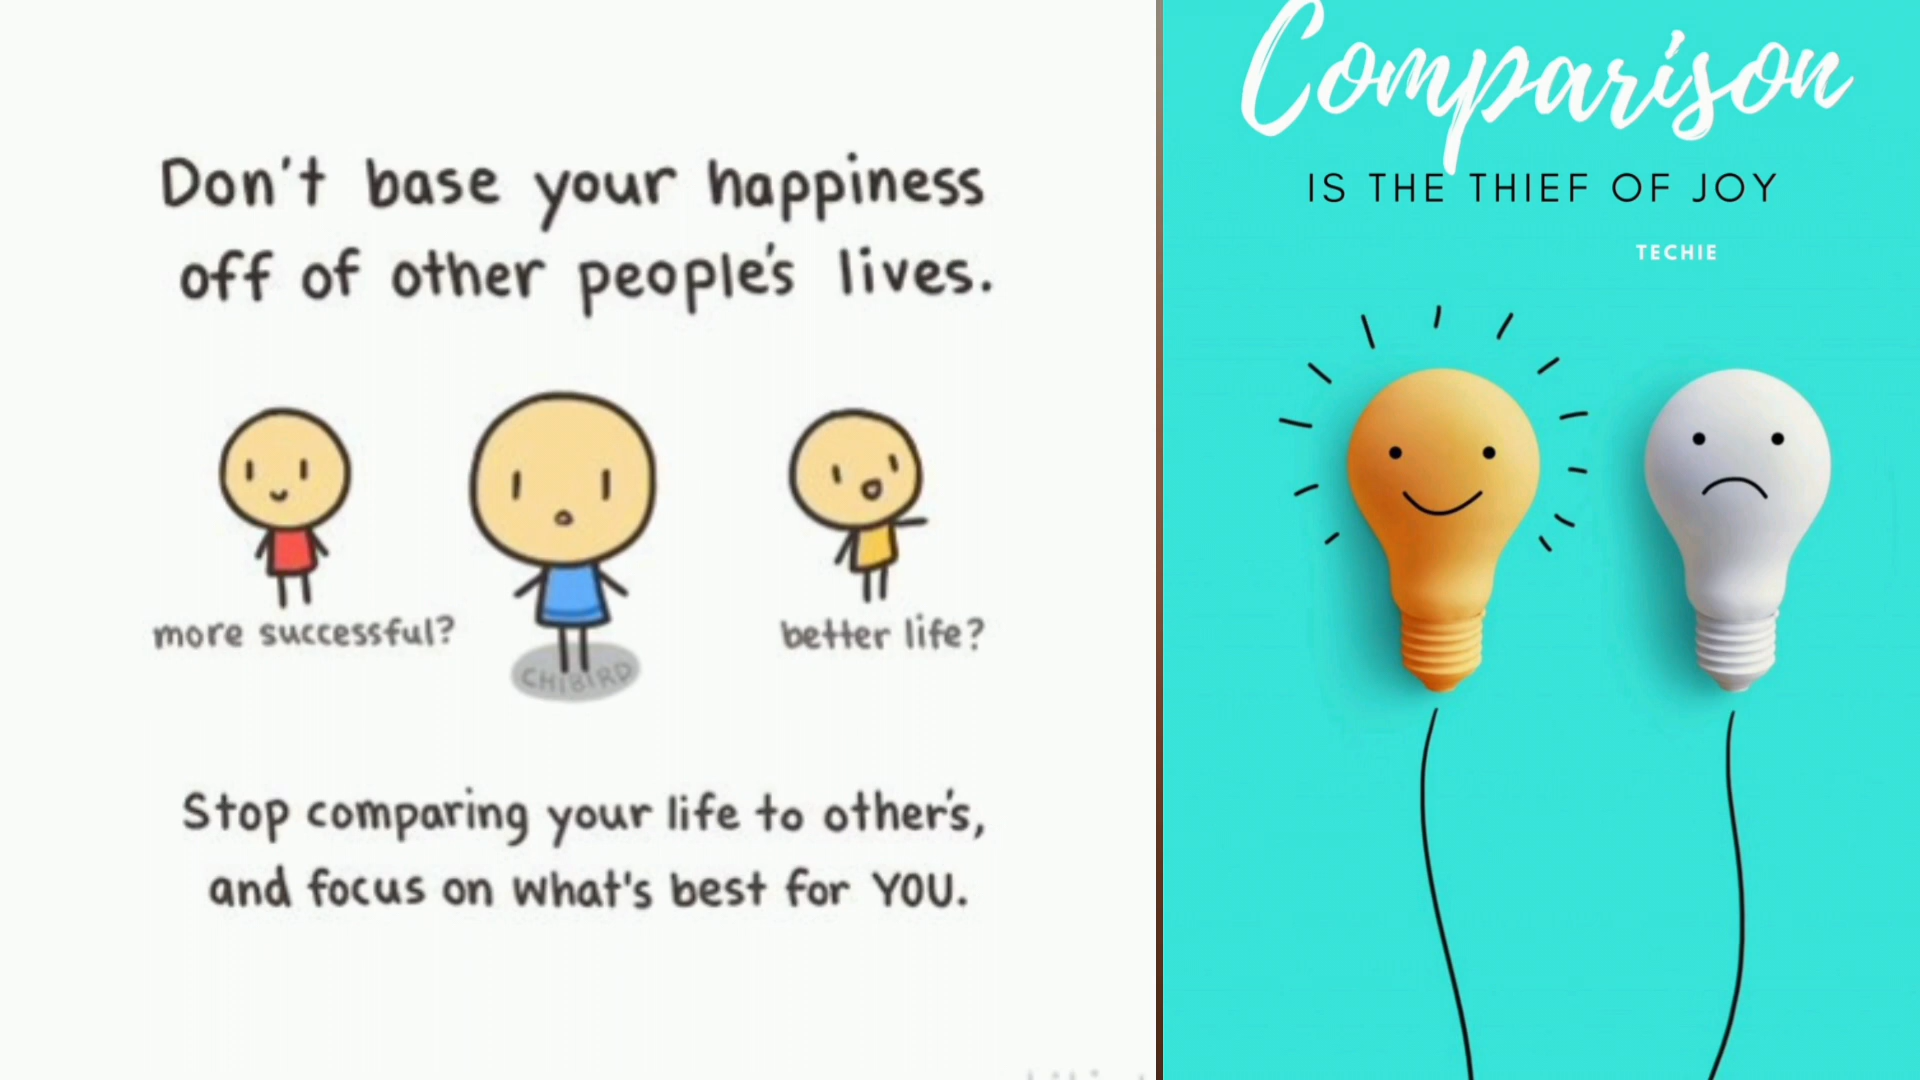 Don't base your happiness
off of other people's lives.
more successful?
better life?
CHIBIRD
Stop comparing your life to other's,
and focus on what's best for YOU.
Comparison
IS THE THIEF OF JOY
TECHIE